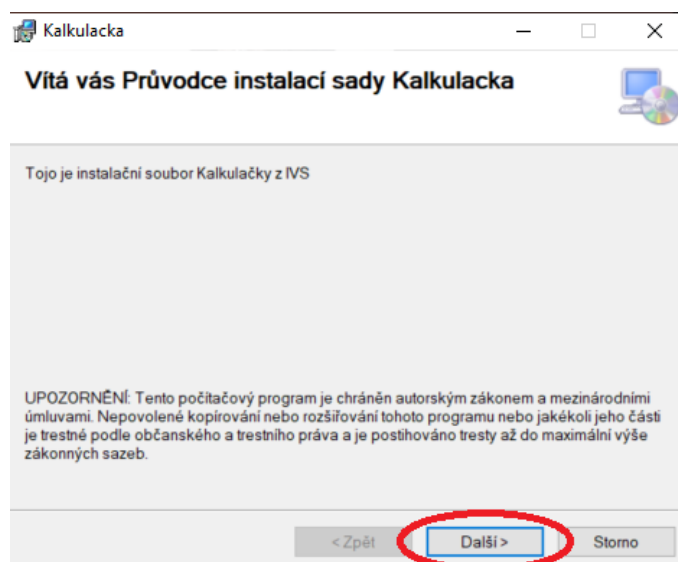 Kalkulacka
Vítá vás Průvodce instalací sady Kalkulacka
Tojo je instalační soubor Kalkulačky z IVS
UPOZORNĚNÍ: Tento počítačový program je chráněn autorským zákonem a mezinárodními
úmluvami. Nepovolené kopírování nebo rozšiřování tohoto programu nebo jakékoli jeho části
je trestné podle občanského a trestního práva a je postihováno tresty až do maximální výše
zákonných sazeb.
< Zpět Další > Storno